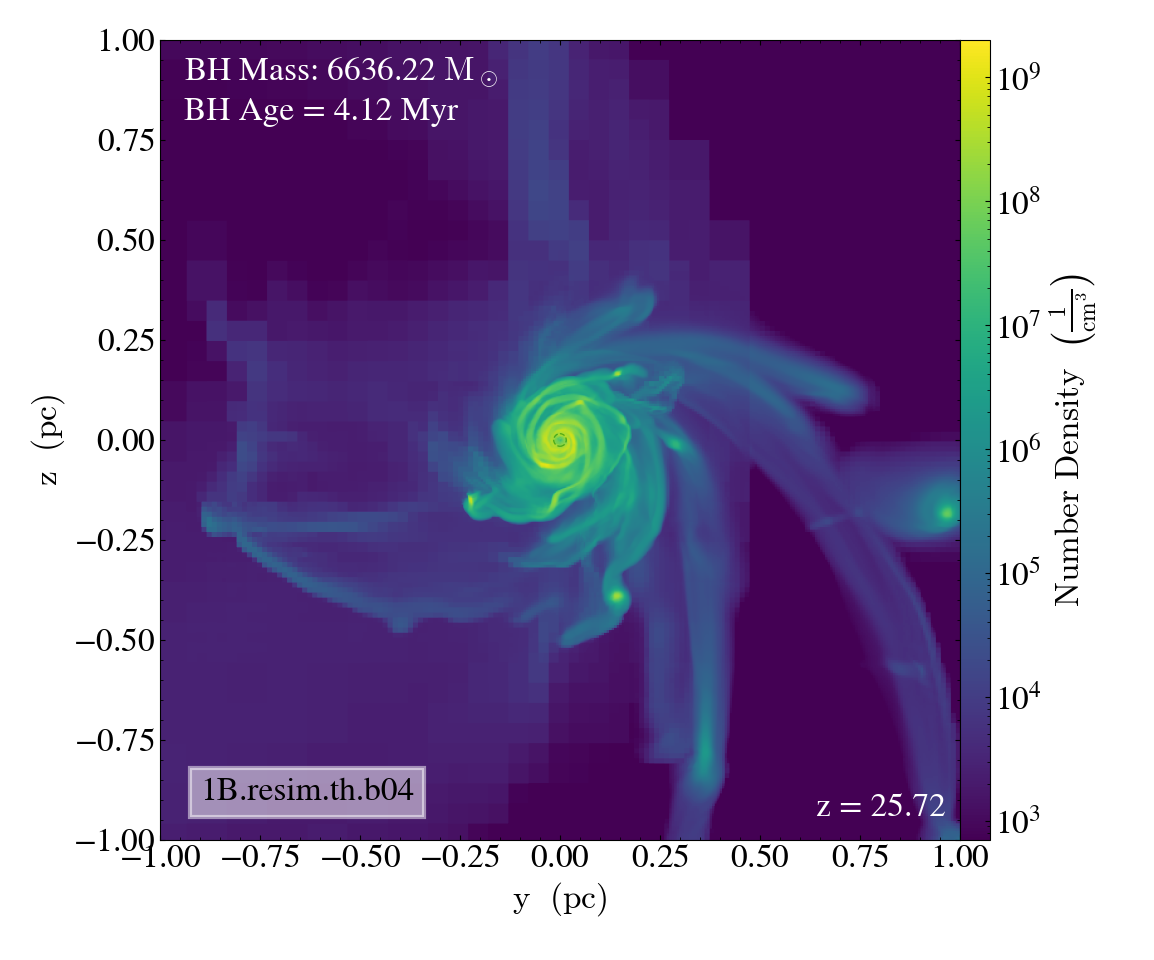 BH Mass: 6636.22 M⊙
BH Age = 4.12 Myr
1.00
0.75
0.50
0.25
0.00
−0.25
−0.50
−0.75
−1.00
z (pc)
1B.resim.th.b04
z = 25.72
−1.00 −0.75 −0.50 −0.25 0.00 0.25 0.50 0.75 1.00
y (pc)
10⁹
10⁸
10⁷
10⁶
10⁵
10⁴
10³
Number Density (1/cm³)